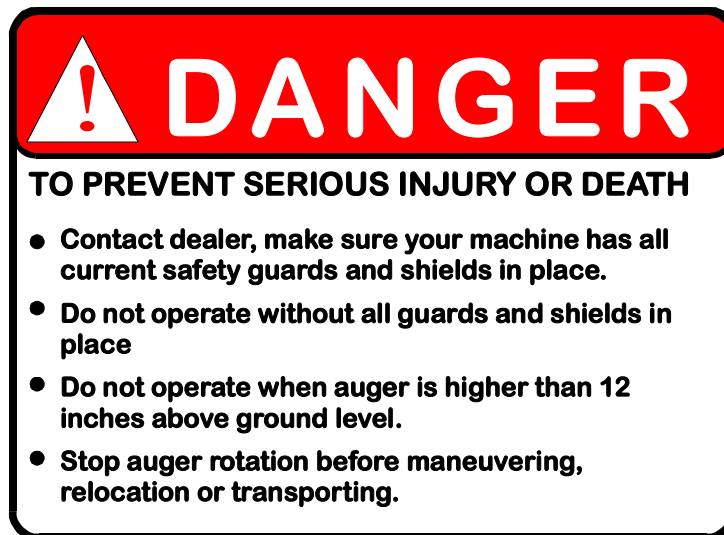 ! DANGER
TO PREVENT SERIOUS INJURY OR DEATH
• Contact dealer, make sure your machine has all
current safety guards and shields in place.
• Do not operate without all guards and shields in
place
• Do not operate when auger is higher than 12
inches above ground level.
• Stop auger rotation before maneuvering,
relocation or transporting.